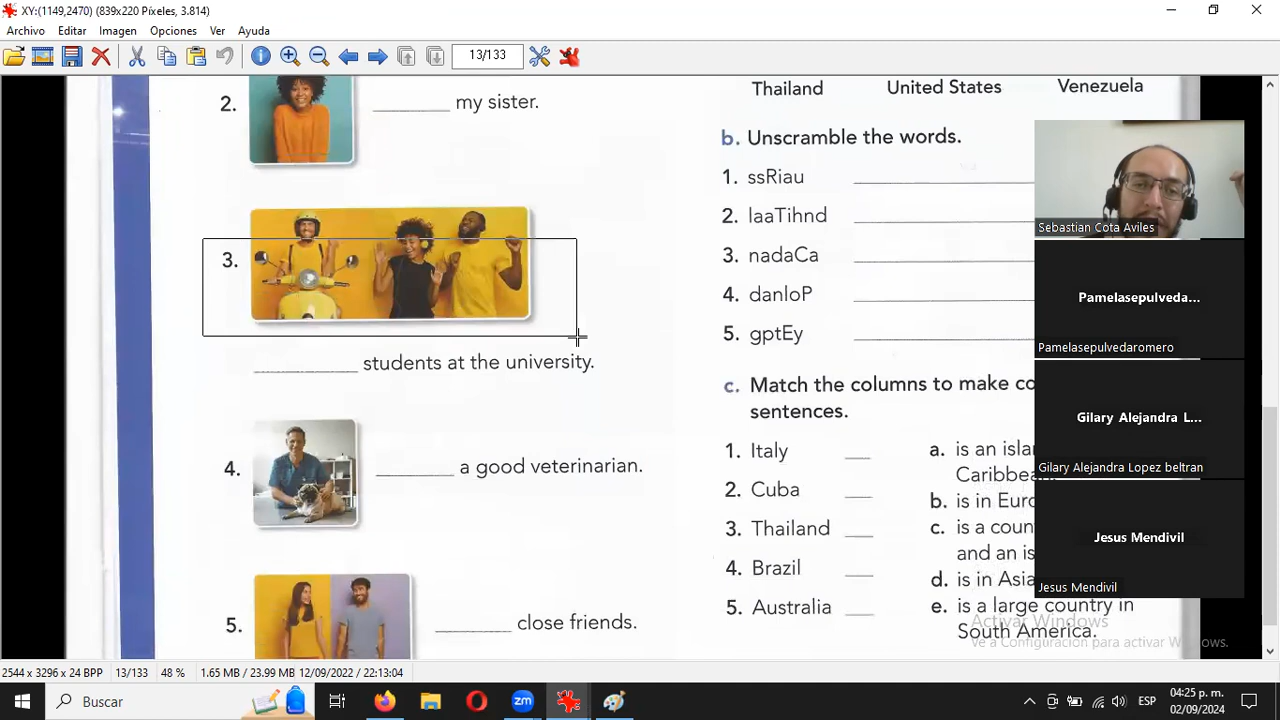 XY:(1149,2470) (839x220 Píxeles, 3.814)
Archivo Editar Imagen Opciones Ver Ayuda
13/133
2. ________ my sister.
3.
________ students at the university.
4. ________ a good veterinarian.
5. ________ close friends.
Thailand United States Venezuela
b. Unscramble the words.
1. ssRiau
2. laaTihnd
3. nadaCa
4. danloP
5. gptEy
c. Match the columns to make co
sentences.
1. Italy ___
2. Cuba ___
3. Thailand ___
4. Brazil ___
5. Australia ___
a. is an islan
Caribbean
b. is in Euro
c. is a coun
and an is
d. is in Asia
e. is a large country in
South America.
Sebastian Cota Aviles
Pamelasepulveda...
Pamelasepulvedaromero
Gilary Alejandra L...
Gilary Alejandra Lopez beltran
Jesus Mendivil
Jesus Mendivil
Activar Windows
Ve a Configuración para activar Windows.
2544 x 3296 x 24 BPP 13/133 48 % 1.65 MB / 23.99 MB 12/09/2022 / 22:13:04
Buscar
zm
ESP
04:25 p. m.
02/09/2024